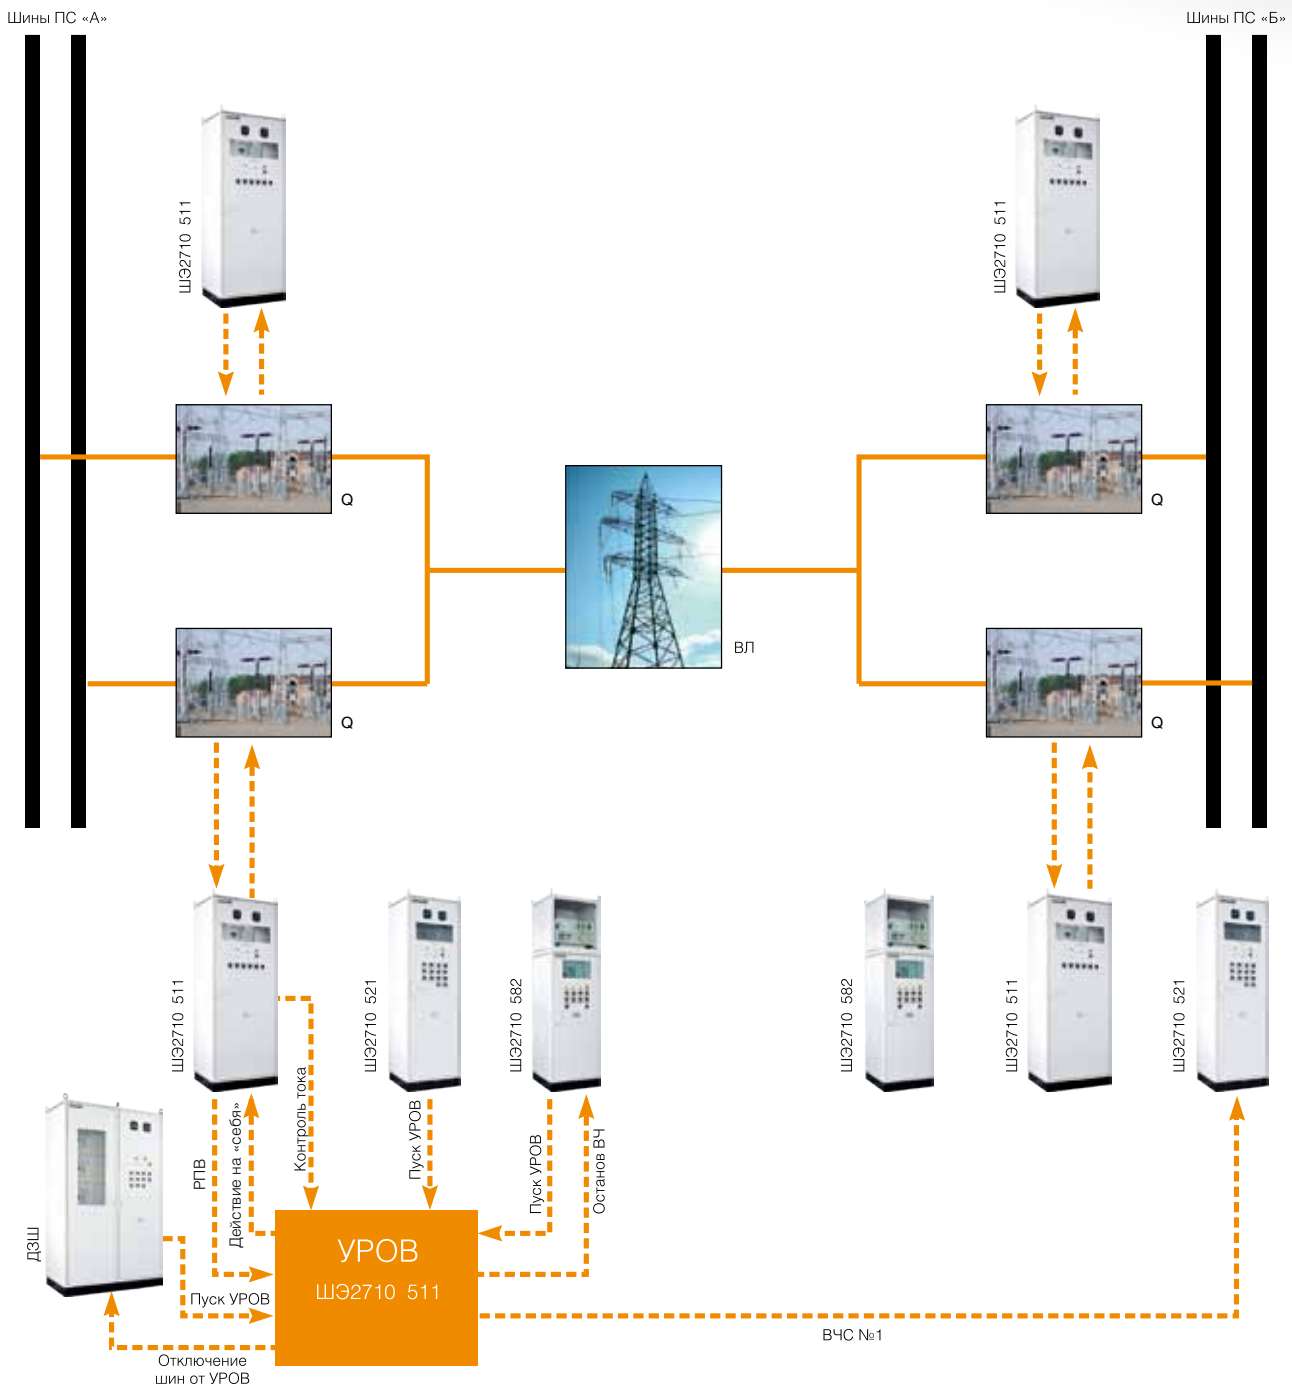 Шины ПС «А»
Шины ПС «Б»
ШЭ2710 511
ШЭ2710 511
Q
Q
ВЛ
Q
Q
ШЭ2710 511
ШЭ2710 521
ШЭ2710 582
ШЭ2710 582
ШЭ2710 511
ШЭ2710 521
ДЗШ
РПВ
Действие на «себя»
Контроль тока
Пуск УРОВ
Пуск УРОВ
Останов ВЧ
УРОВ
ШЭ2710 511
Пуск УРОВ
ВЧС №1
Отключение
шин от УРОВ